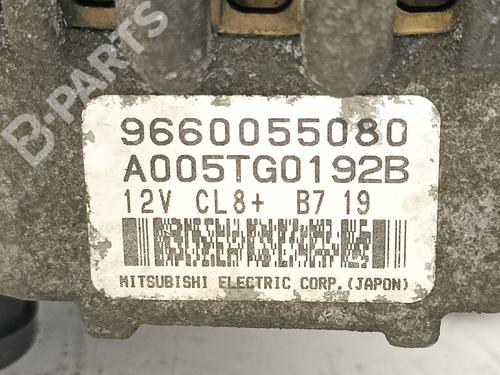 B-PARTS
9660055080
A005TG0192B
12V CL8+ B7 19
MITSUBISHI ELECTRIC CORP.(JAPON)